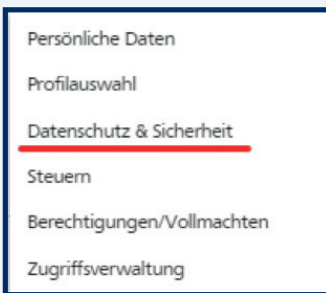 Persönliche Daten
Profilauswahl
Datenschutz & Sicherheit
Steuern
Berechtigungen/Vollmachten
Zugriffsverwaltung